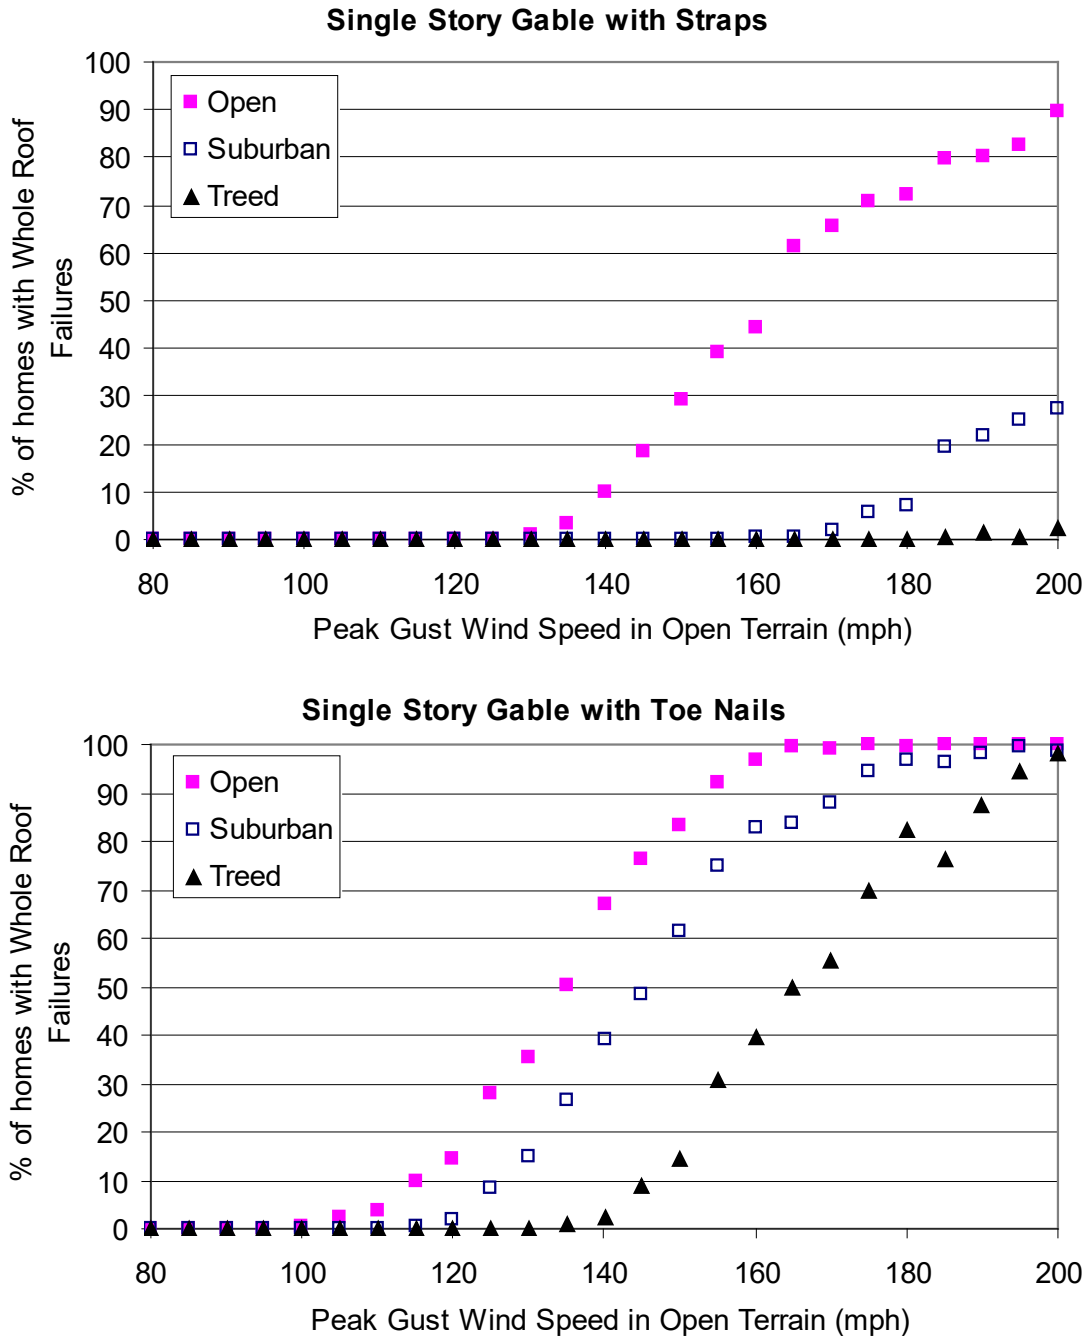 Single Story Gable with Straps
100
90
80
70
60
50
40
30
20
10
0
% of homes with Whole Roof
Failures
Open
Suburban
Treed
80 100 120 140 160 180 200
Peak Gust Wind Speed in Open Terrain (mph)
Single Story Gable with Toe Nails
100
90
80
70
60
50
40
30
20
10
0
% of homes with Whole Roof
Failures
Open
Suburban
Treed
80 100 120 140 160 180 200
Peak Gust Wind Speed in Open Terrain (mph)